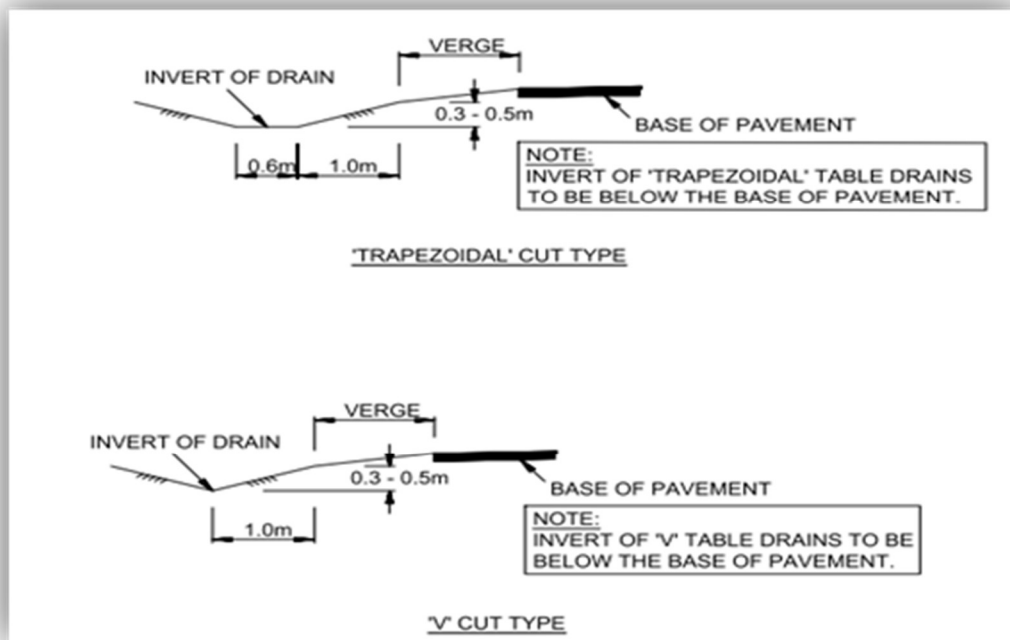 VERGE
INVERT OF DRAIN
0.3 - 0.5m
BASE OF PAVEMENT
0.6m
1.0m
NOTE:
INVERT OF 'TRAPEZOIDAL' TABLE DRAINS
TO BE BELOW THE BASE OF PAVEMENT.
'TRAPEZOIDAL' CUT TYPE
VERGE
INVERT OF DRAIN
0.3 - 0.5m
BASE OF PAVEMENT
1.0m
NOTE:
INVERT OF 'V' TABLE DRAINS TO BE
BELOW THE BASE OF PAVEMENT.
'V' CUT TYPE